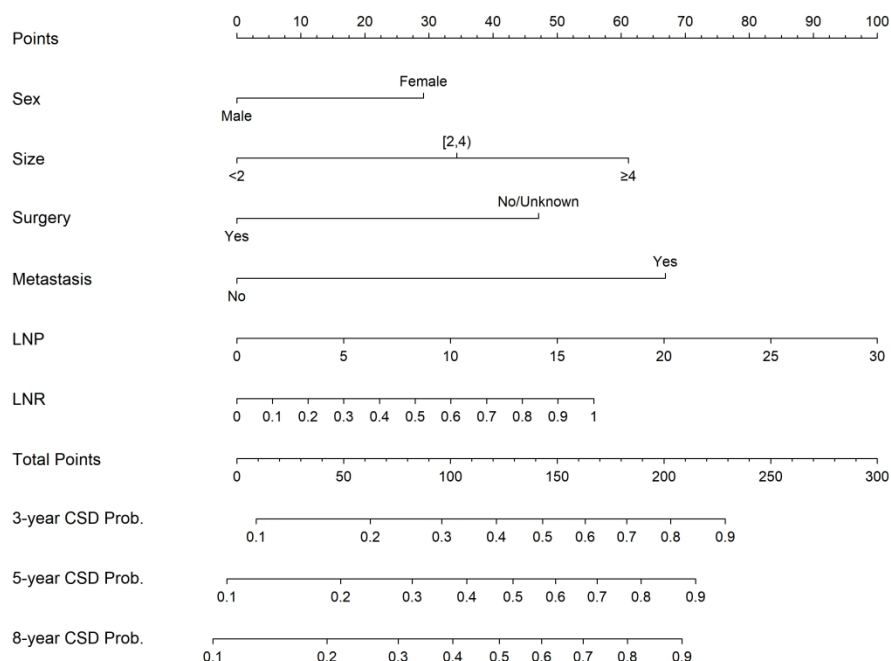 0 10 20 30 40 50 60 70 80 90 100
Points
Female
Sex
Male
[2,4)
Size
<2 ≥4
No/Unknown
Surgery
Yes
Yes
Metastasis
No
LNP
0 5 10 15 20 25 30
LNR
0 0.1 0.2 0.3 0.4 0.5 0.6 0.7 0.8 0.9 1
Total Points
0 50 100 150 200 250 300
3-year CSD Prob.
0.1 0.2 0.3 0.4 0.5 0.6 0.7 0.8 0.9
5-year CSD Prob.
0.1 0.2 0.3 0.4 0.5 0.6 0.7 0.8 0.9
8-year CSD Prob.
0.1 0.2 0.3 0.4 0.5 0.6 0.7 0.8 0.9